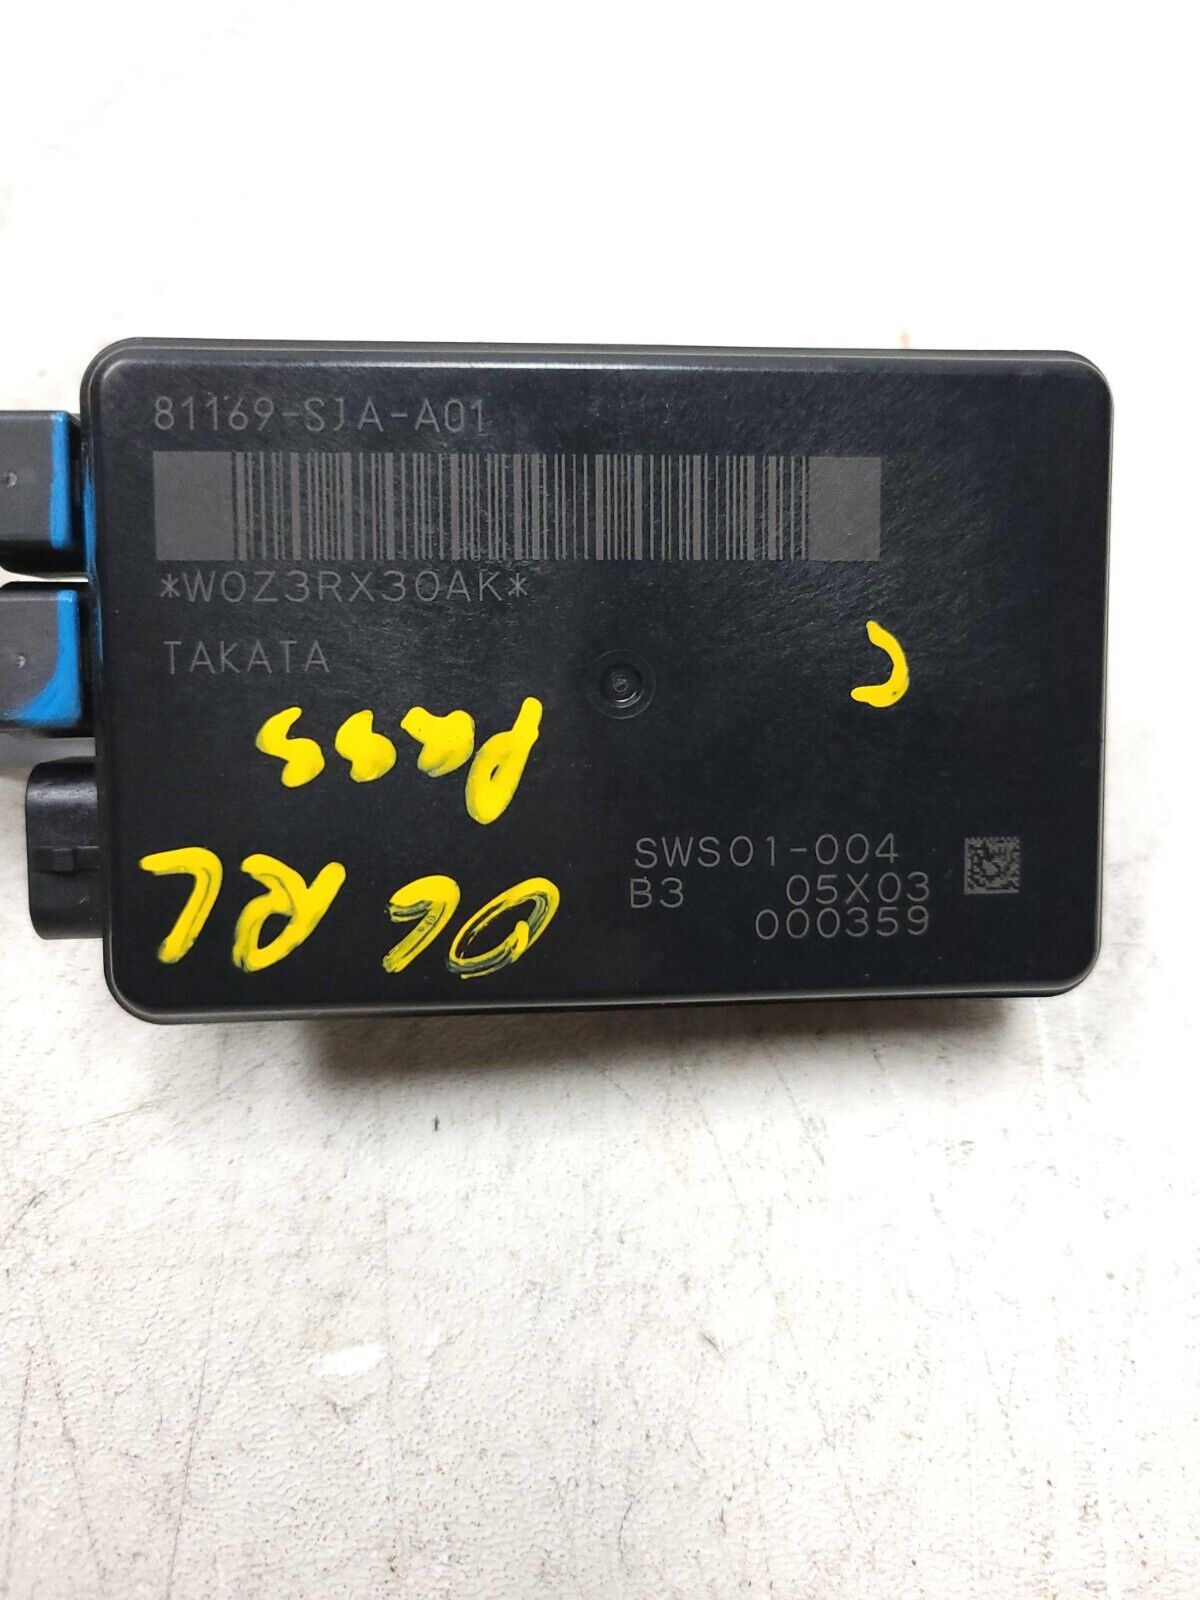 81169-SJA-A01
*W0Z3RX30AK*
TAKATA
SWS01-004
B3 05X03
000359
06 RL
Pass
C